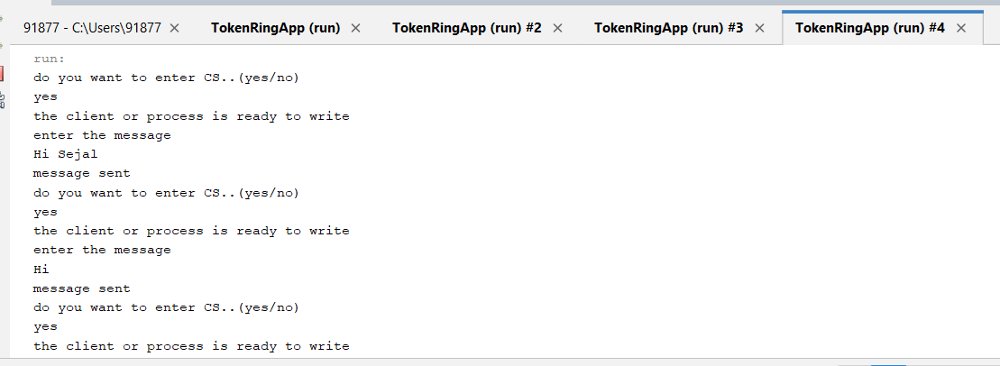 91877 - C:\Users\91877 × TokenRingApp (run) × TokenRingApp (run) #2 × TokenRingApp (run) #3 × TokenRingApp (run) #4 ×
run:
do you want to enter CS..(yes/no)
yes
the client or process is ready to write
enter the message
Hi Sejal
message sent
do you want to enter CS..(yes/no)
yes
the client or process is ready to write
enter the message
Hi
message sent
do you want to enter CS..(yes/no)
yes
the client or process is ready to write